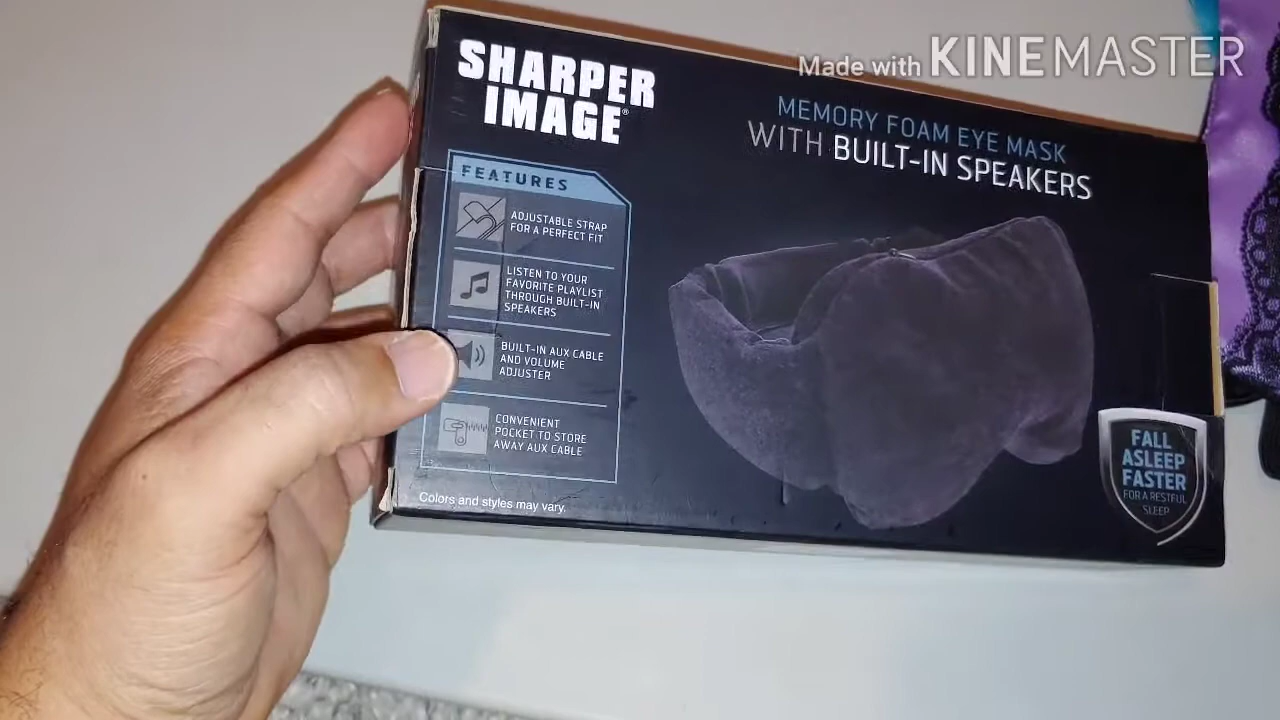 Made with KINEMASTER
SHARPER
IMAGE®
MEMORY FOAM EYE MASK
WITH BUILT-IN SPEAKERS
FEATURES
ADJUSTABLE STRAP
FOR A PERFECT FIT
LISTEN TO YOUR
FAVORITE PLAYLIST
THROUGH BUILT-IN
SPEAKERS
BUILT-IN AUX CABLE
AND VOLUME
ADJUSTER
CONVENIENT
POCKET TO STORE
AWAY AUX CABLE
Colors and styles may vary.
FALL
ASLEEP
FASTER
FOR A RESTFUL
SLEEP